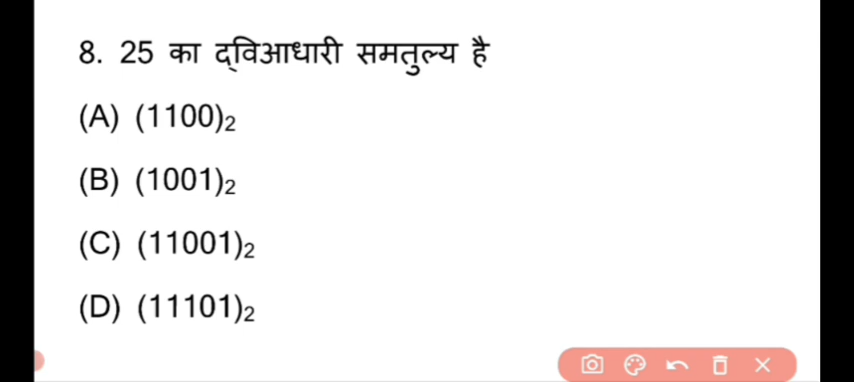 8. 25 का द्विआधारी समतुल्य है
(A) (1100)₂
(B) (1001)₂
(C) (11001)₂
(D) (11101)₂